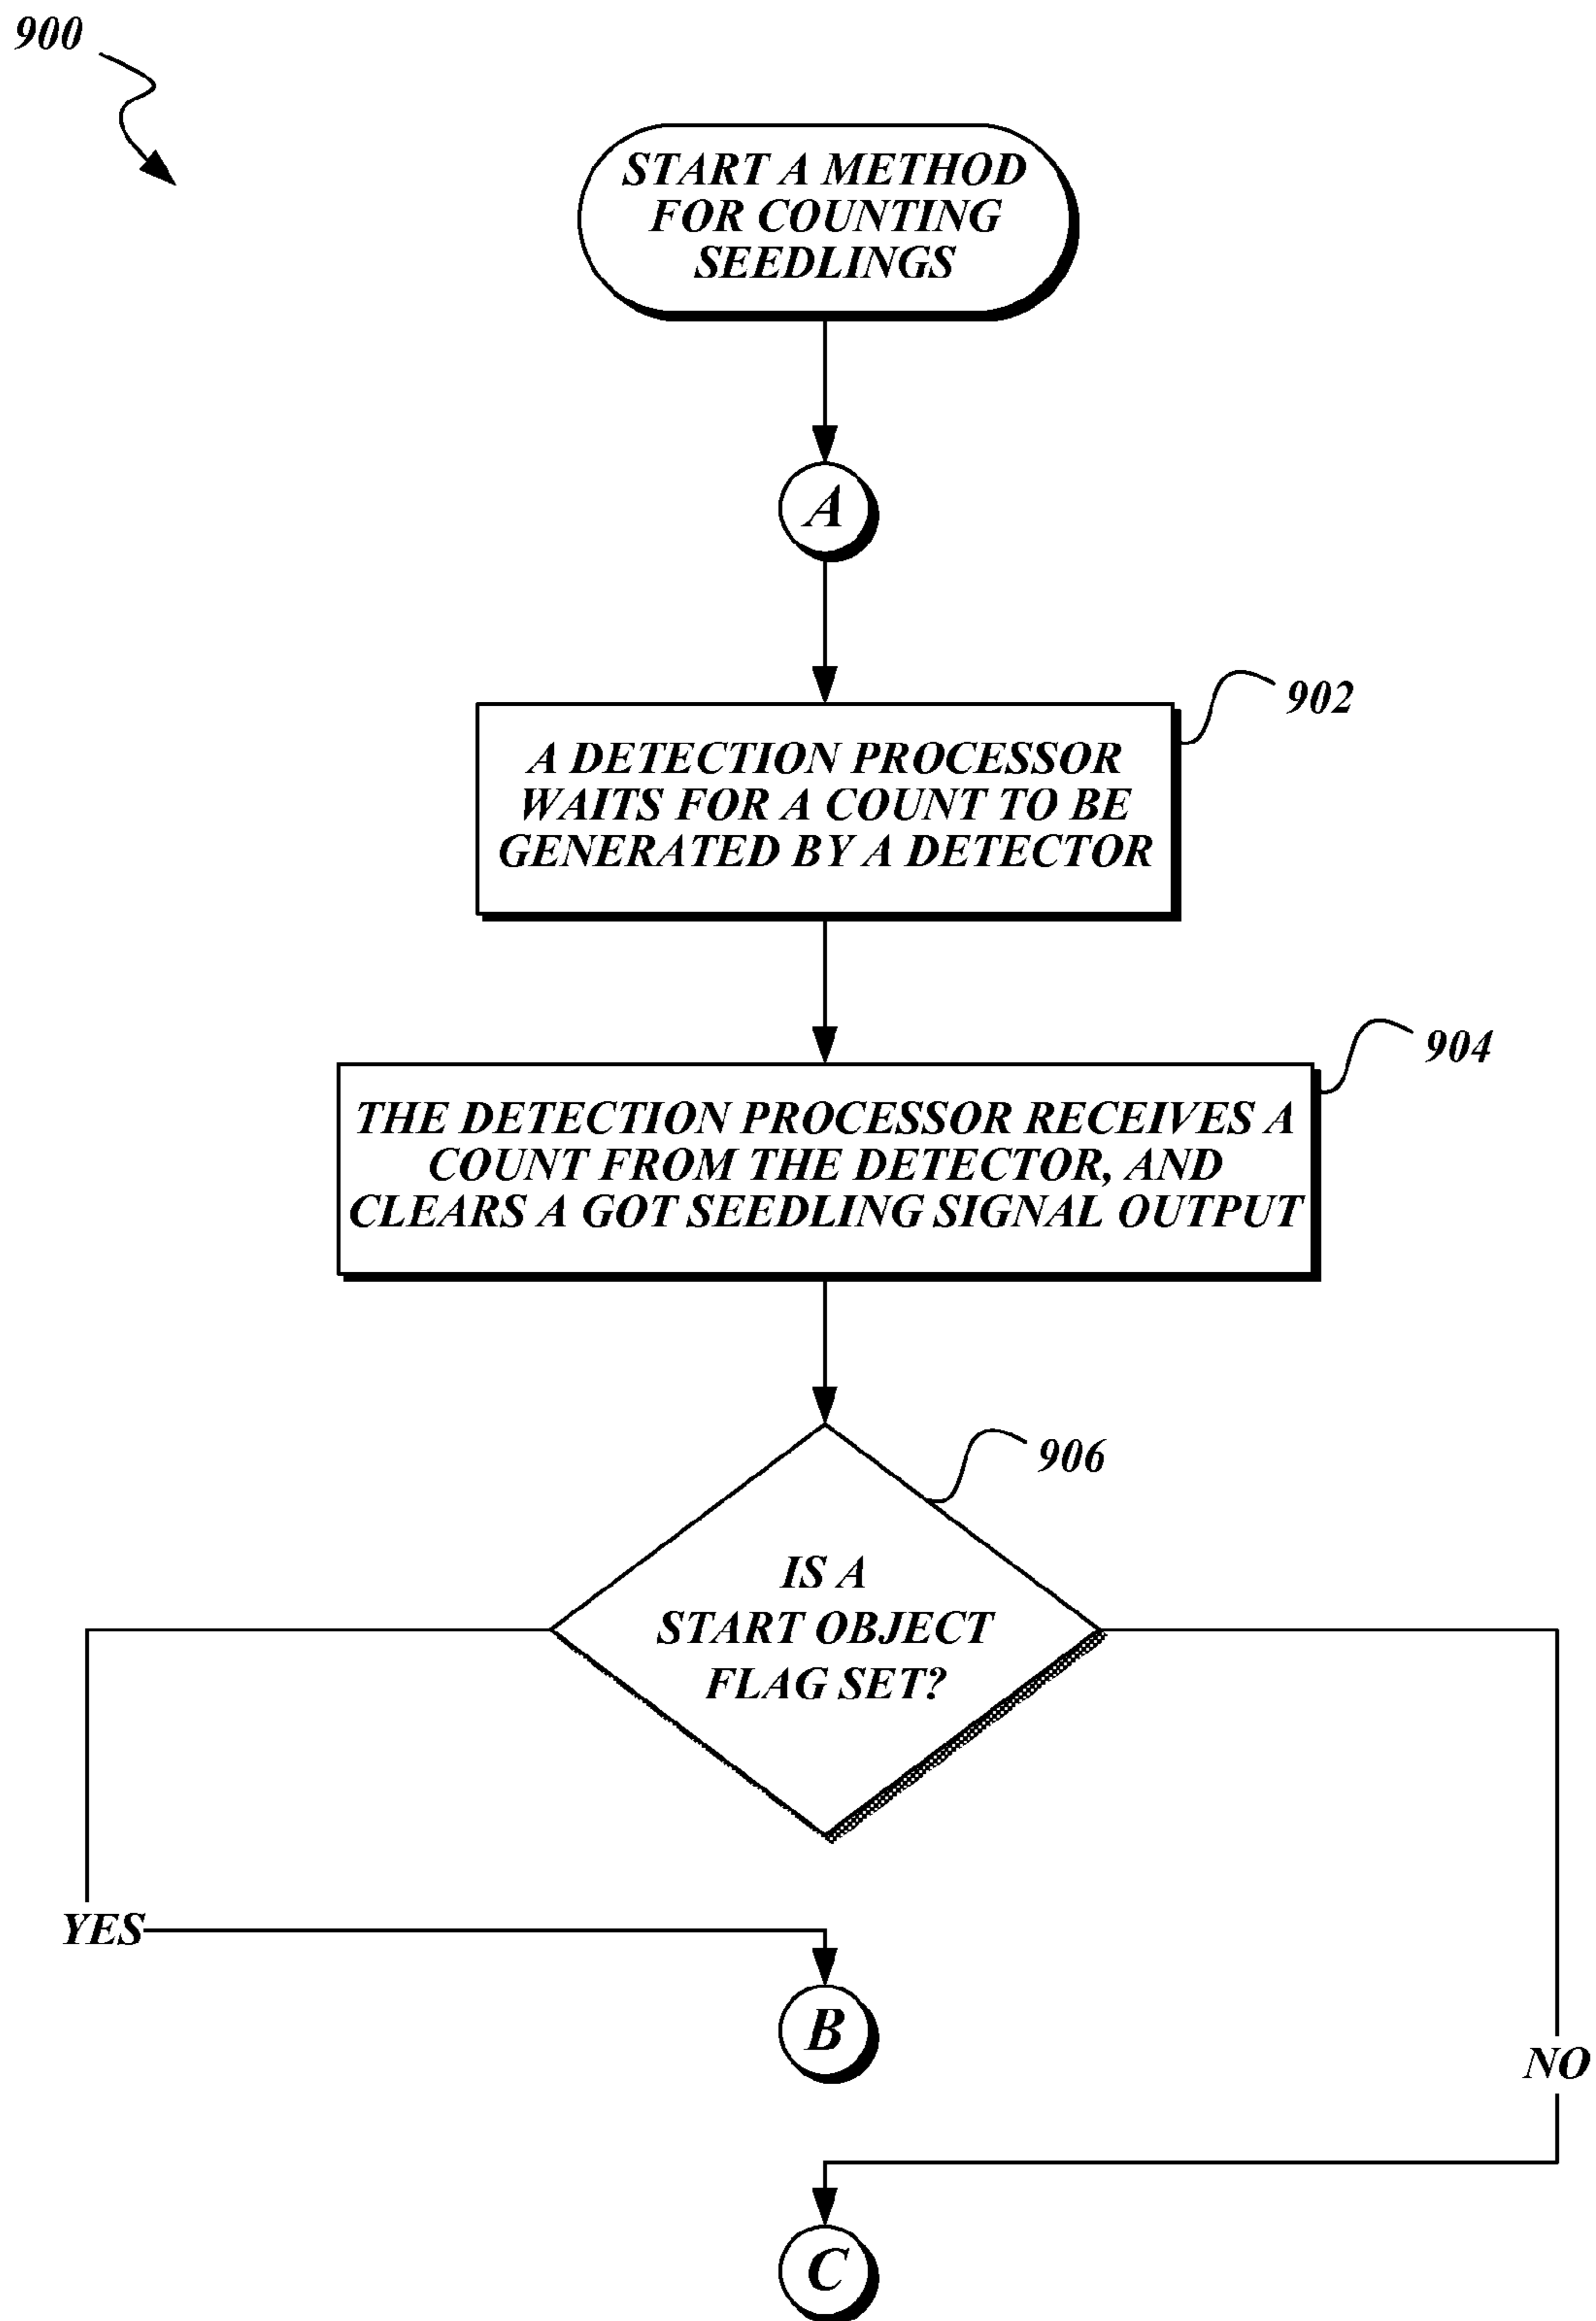 900
START A METHOD
FOR COUNTING
SEEDLINGS
A
902
A DETECTION PROCESSOR
WAITS FOR A COUNT TO BE
GENERATED BY A DETECTOR
904
THE DETECTION PROCESSOR RECEIVES A
COUNT FROM THE DETECTOR, AND
CLEARS A GOT SEEDLING SIGNAL OUTPUT
906
IS A
START OBJECT
FLAG SET?
YES
B
NO
C